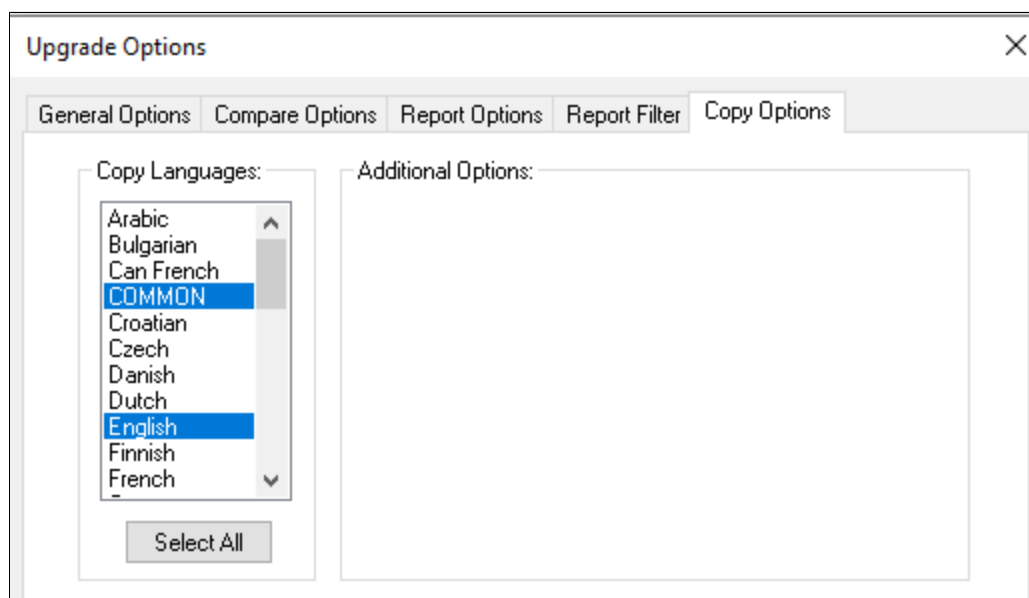 Upgrade Options
General Options Compare Options Report Options Report Filter Copy Options
Copy Languages: Additional Options:
Arabic
Bulgarian
Can French
COMMON
Croatian
Czech
Danish
Dutch
English
Finnish
French
Select All